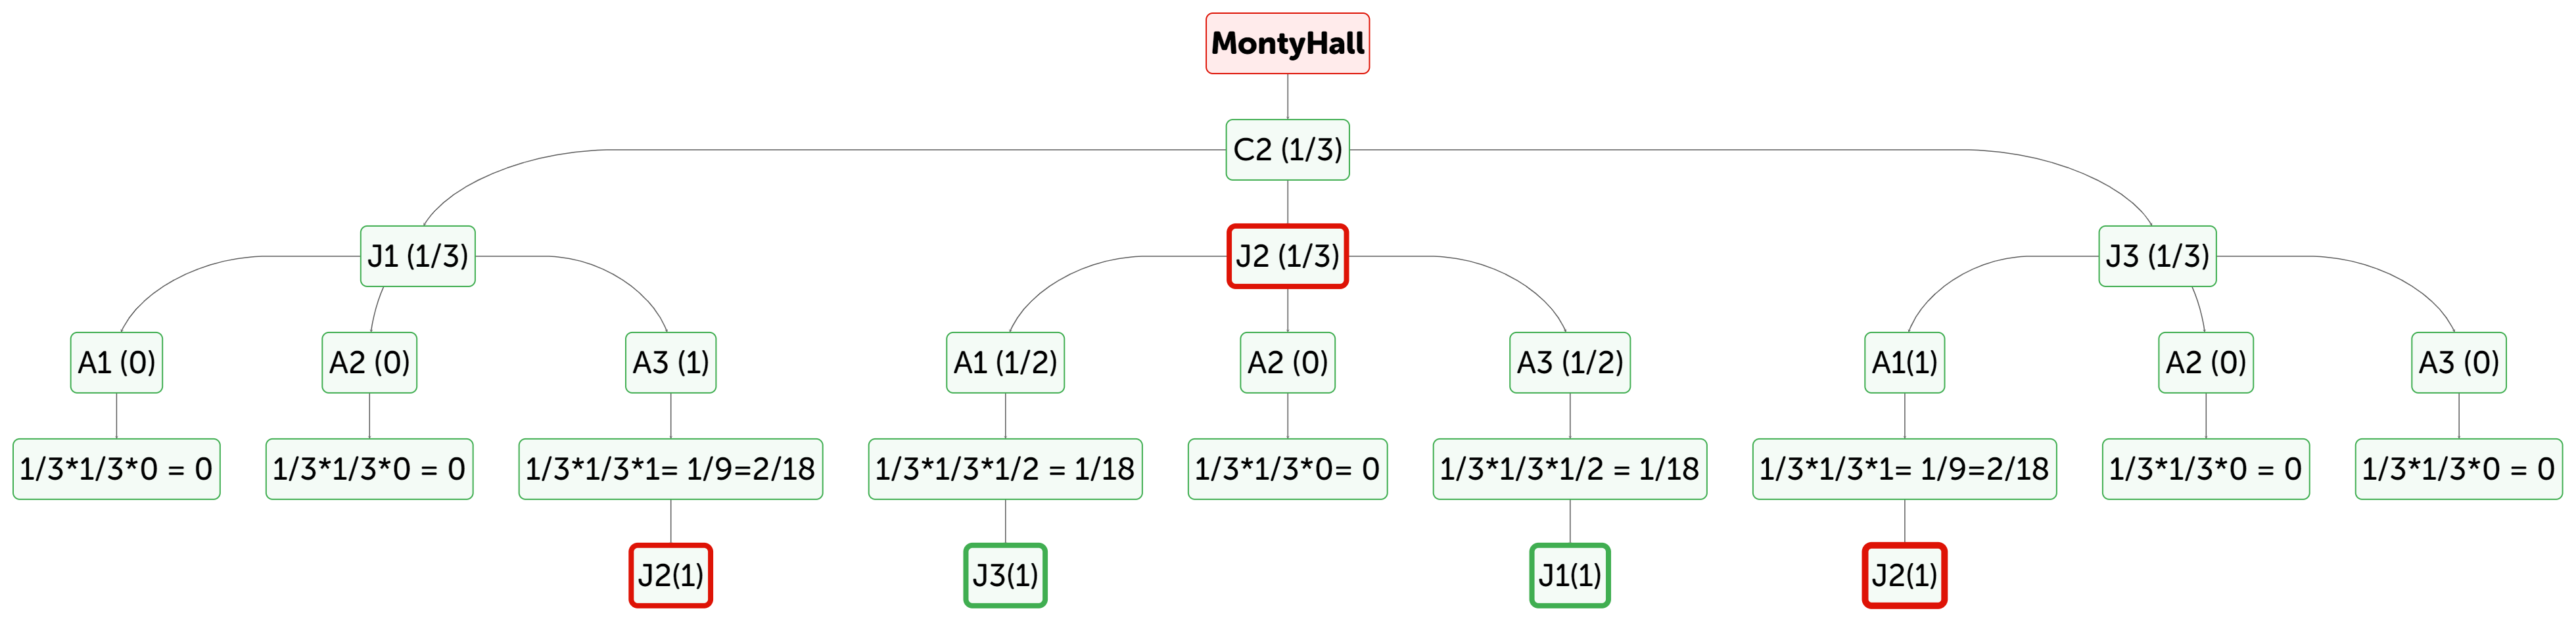 MontyHall
C2 (1/3)
J1 (1/3)
J2 (1/3)
J3 (1/3)
A1 (0)
A2 (0)
A3 (1)
A1 (1/2)
A2 (0)
A3 (1/2)
A1(1)
A2 (0)
A3 (0)
1/3*1/3*0 = 0
1/3*1/3*0 = 0
1/3*1/3*1= 1/9=2/18
1/3*1/3*1/2 = 1/18
1/3*1/3*0= 0
1/3*1/3*1/2 = 1/18
1/3*1/3*1= 1/9=2/18
1/3*1/3*0 = 0
1/3*1/3*0 = 0
J2(1)
J3(1)
J1(1)
J2(1)